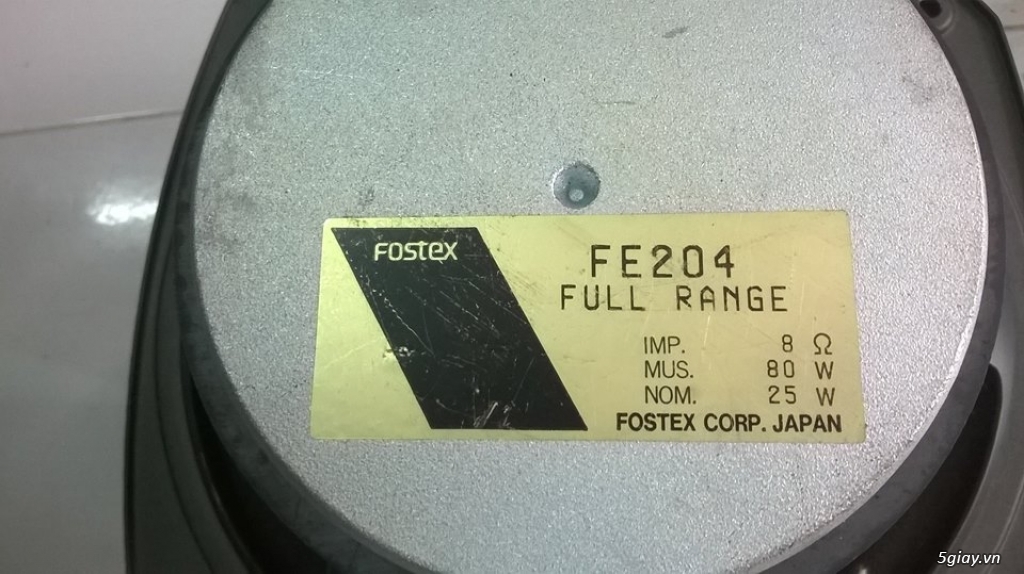 Fostex
FE204
FULL RANGE
IMP. 8 Ω
MUS. 80 W
NOM. 25 W
FOSTEX CORP. JAPAN
5giay.vn